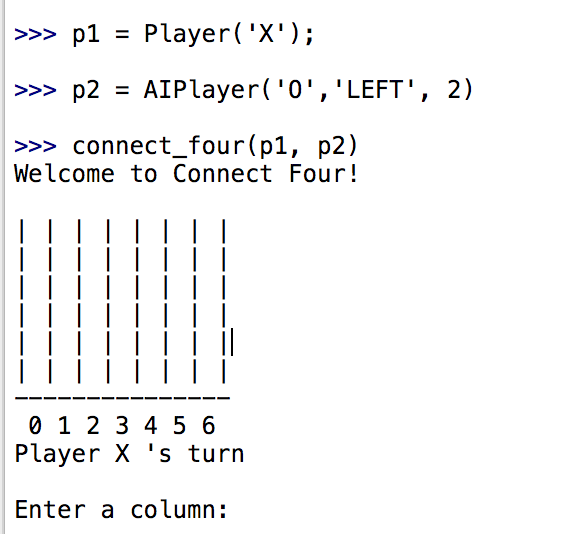 >>> p1 = Player('X');
>>> p2 = AIPlayer('O','LEFT', 2)
>>> connect_four(p1, p2)
Welcome to Connect Four!
| | | | | | | |
| | | | | | | |
| | | | | | | |
| | | | | | | |
| | | | | | | |
| | | | | | | |
---------------
0 1 2 3 4 5 6
Player X 's turn
Enter a column: